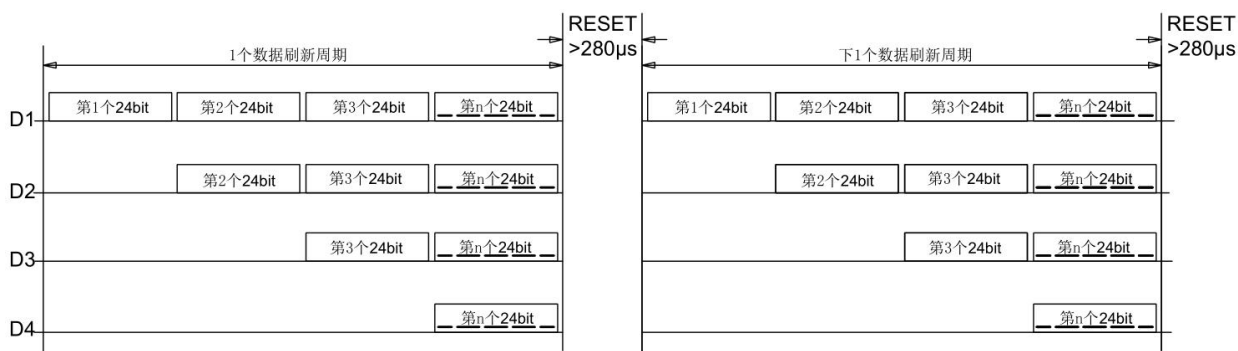 RESET
RESET
>280μs
>280μs
1个数据刷新周期
下1个数据刷新周期
D1
第1个24bit
第2个24bit
第3个24bit
第n个24bit
第1个24bit
第2个24bit
第3个24bit
第n个24bit
D2
第2个24bit
第3个24bit
第n个24bit
第2个24bit
第3个24bit
第n个24bit
D3
第3个24bit
第n个24bit
第3个24bit
第n个24bit
D4
第n个24bit
第n个24bit